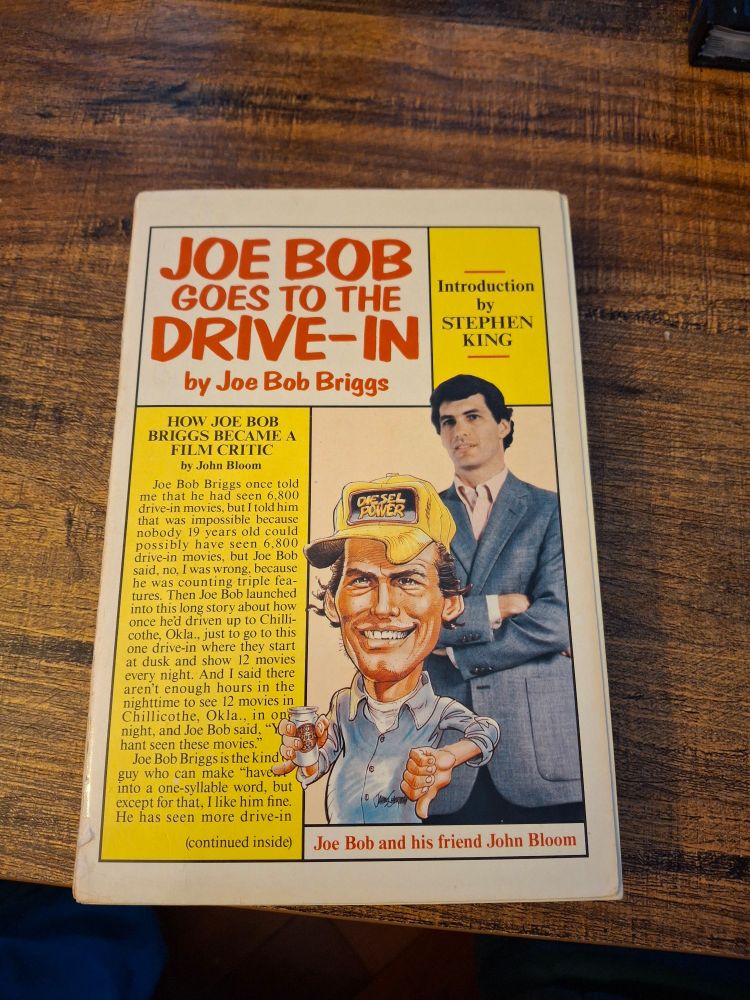 JOE BOB
GOES TO THE
DRIVE-IN
by Joe Bob Briggs
Introduction
by
STEPHEN
KING
HOW JOE BOB
BRIGGS BECAME A
FILM CRITIC
by John Bloom
Joe Bob Briggs once told
me that he had seen 6,800
drive-in movies, but I told him
that was impossible because
nobody 19 years old could
possibly have seen 6,800
drive-in movies, but Joe Bob
said, no, I was wrong, because
he was counting triple fea-
tures. Then Joe Bob launched
into this long story about how
once he'd driven up to Chilli-
cothe, Okla., just to go to this
one drive-in where they start
at dusk and show 12 movies
every night. And I said there
aren't enough hours in the
nighttime to see 12 movies in
Chillicothe, Okla., in one
night, and Joe Bob said, "
hant seen these movies."
Joe Bob Briggs is the kind
guy who can make "haven't
into a one-syllable word, but
except for that, I like him fine.
He has seen more drive-in
(continued inside)
DIESEL
POWER
Joe Bob and his friend John Bloom